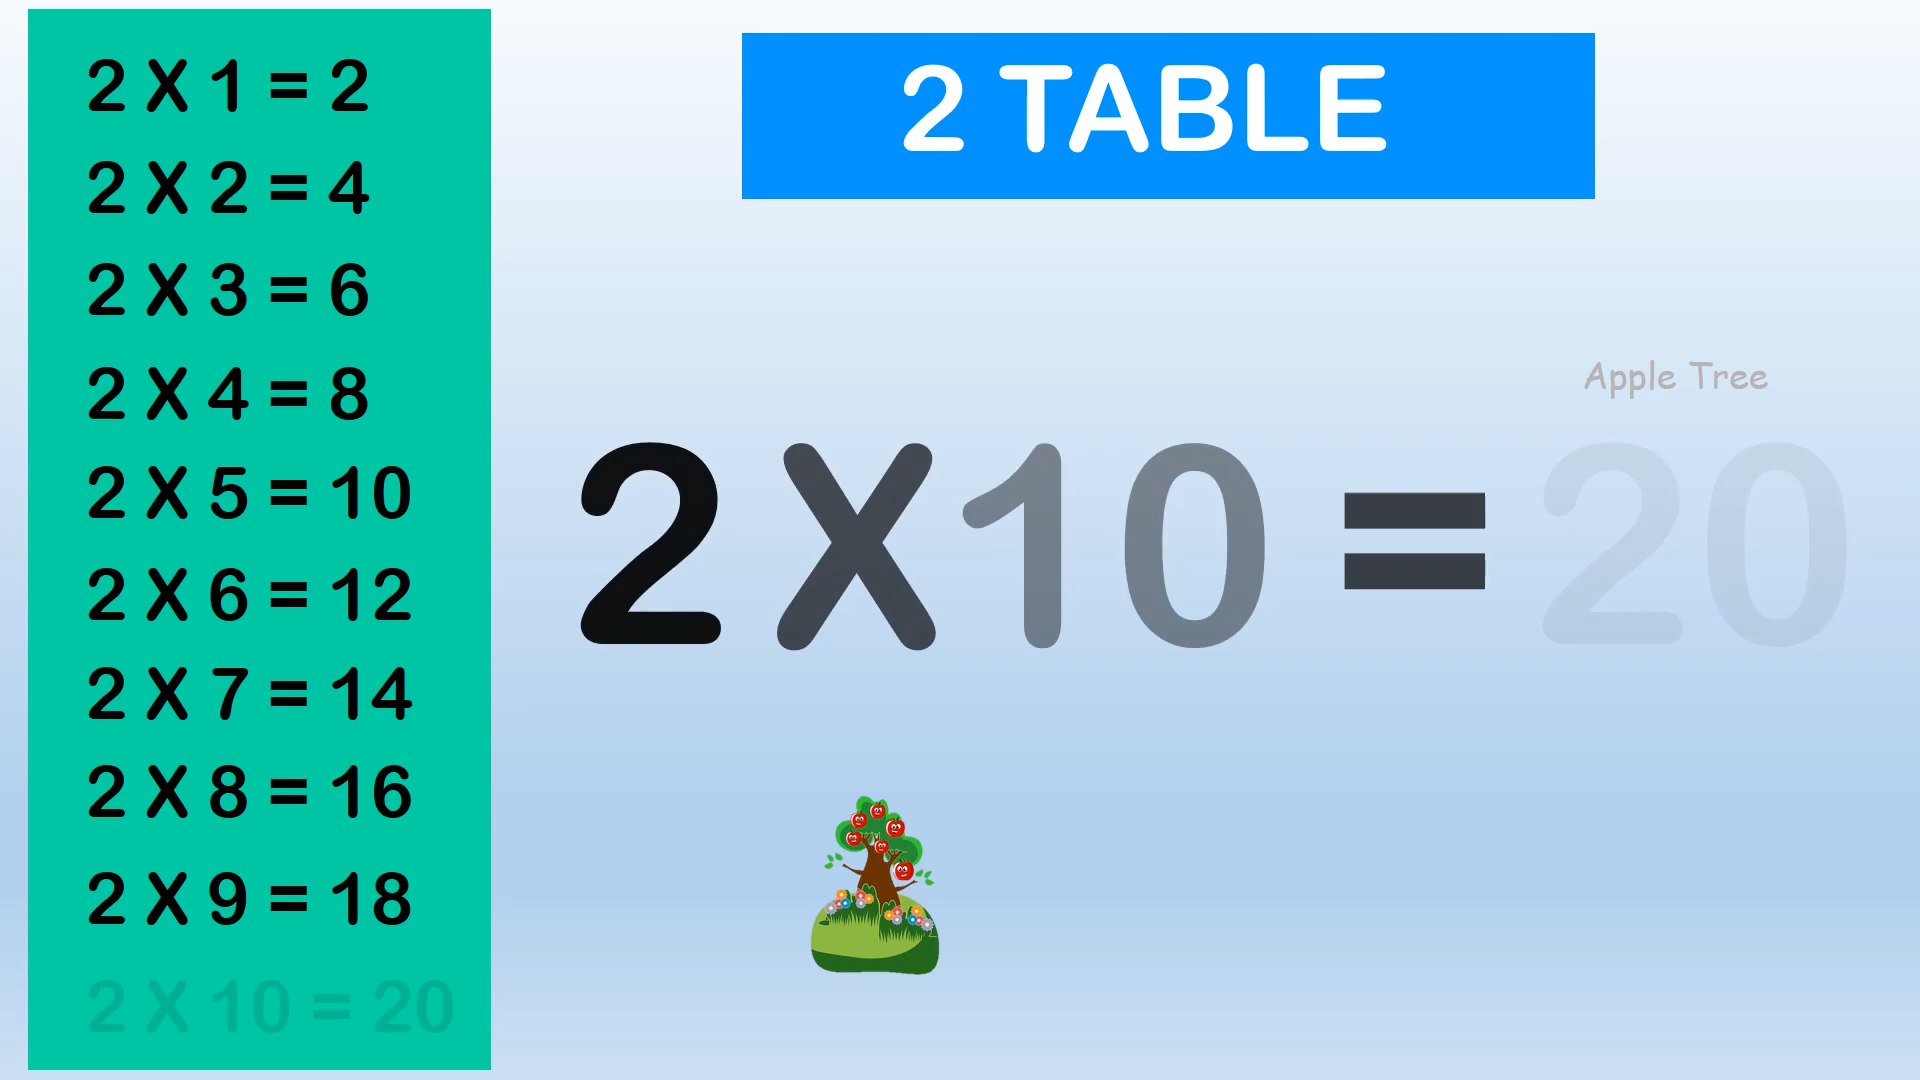 2 X 1 = 2
2 X 2 = 4
2 X 3 = 6
2 X 4 = 8
2 X 5 = 10
2 X 6 = 12
2 X 7 = 14
2 X 8 = 16
2 X 9 = 18
2 X 10 = 20
2 TABLE
Apple Tree
2 X 10 = 20